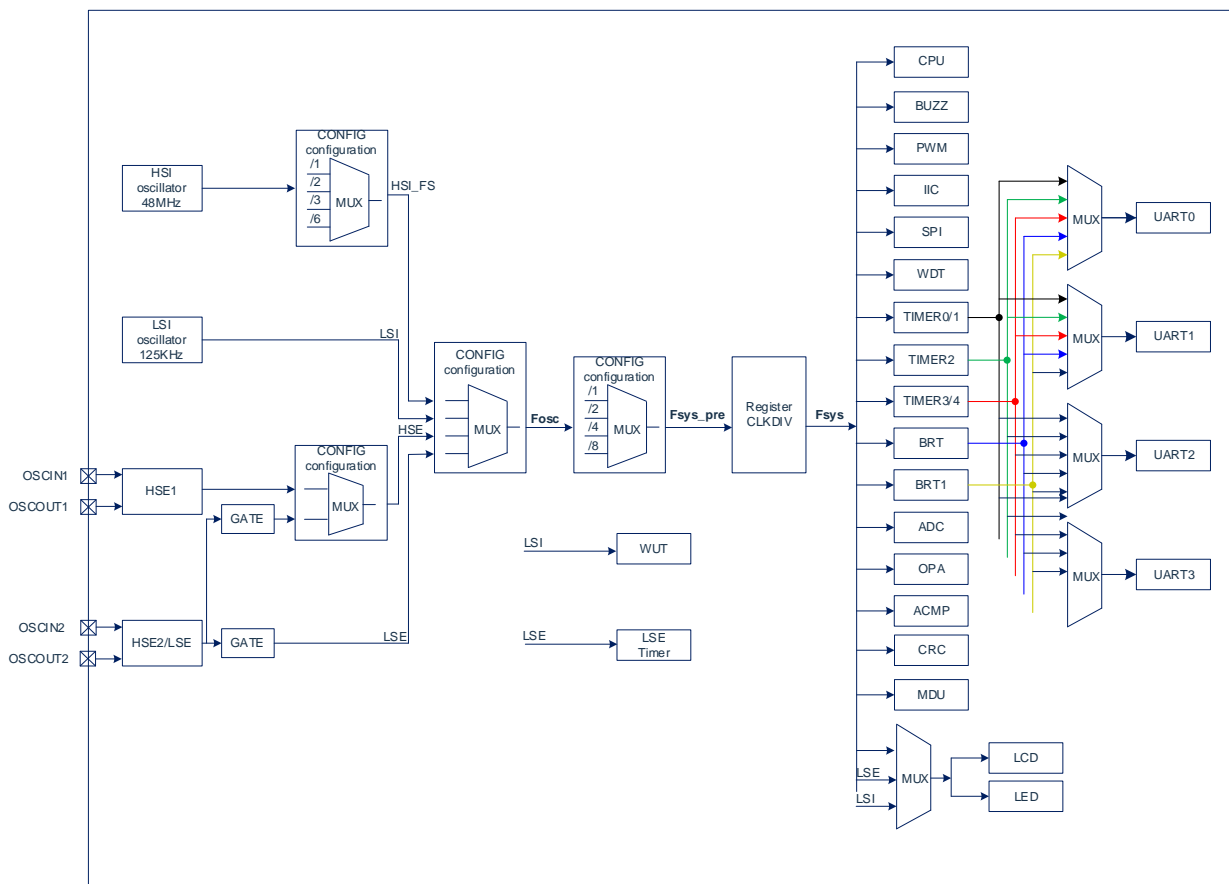 CPU
BUZZ
PWM
IIC
SPI
WDT
TIMER0/1
TIMER2
TIMER3/4
BRT
BRT1
ADC
OPA
ACMP
CRC
MDU
CONFIG
configuration
/1
/2
/3
/6
MUX
HSI
oscillator
48MHz
HSI_FS
LSI
oscillator
125KHz
LSI
CONFIG
configuration
MUX
Fosc
CONFIG
configuration
/1
/2
/4
/8
MUX
Fsys_pre
Register
CLKDIV
Fsys
HSE
CONFIG
configuration
MUX
OSCIN1
OSCOUT1
HSE1
GATE
OSCIN2
OSCOUT2
HSE2/LSE
GATE
LSE
LSI
WUT
LSE
LSE
Timer
MUX
UART0
MUX
UART1
MUX
UART2
MUX
UART3
LSE
LSI
MUX
LCD
LED